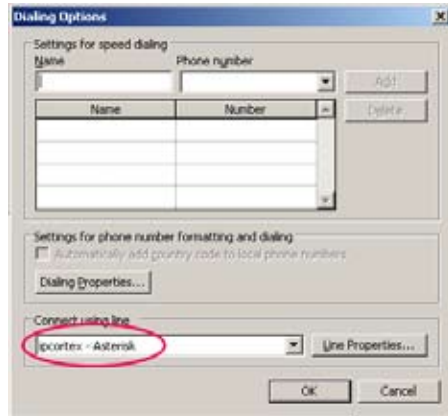 Dialing Options
Settings for speed dialing
Name Phone number
Add
Name Number
Delete
Settings for phone number formatting and dialing
Automatically add country code to local phone numbers
Dialing Properties...
Connect using line
ipcortex - Asterisk
Line Properties...
OK Cancel